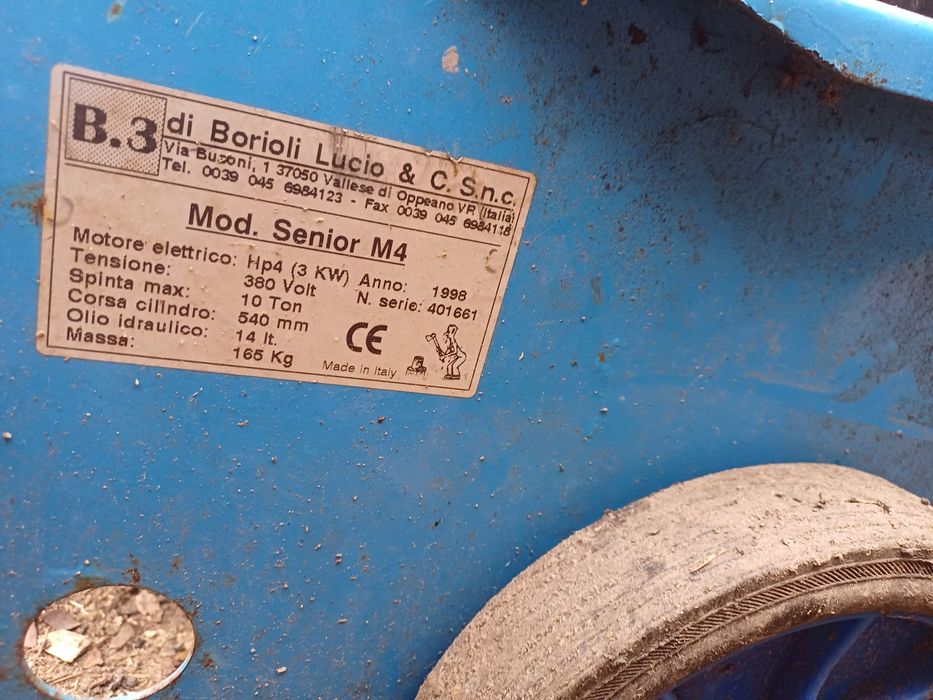 B.3 di Borioli Lucio & C. S.n.c.
Via Busoni, 1 37050 Vallese di Oppeano VR (Italia)
Tel. 0039 045 6984123 - Fax 0039 045 6984118
Mod. Senior M4
Motore elettrico: Hp4 (3 KW) Anno: 1998
Tensione: 380 Volt N. serie: 401661
Spinta max: 10 Ton
Corsa cilindro: 540 mm
Olio idraulico: 14 lt.
Massa: 165 Kg
CE
Made in Italy